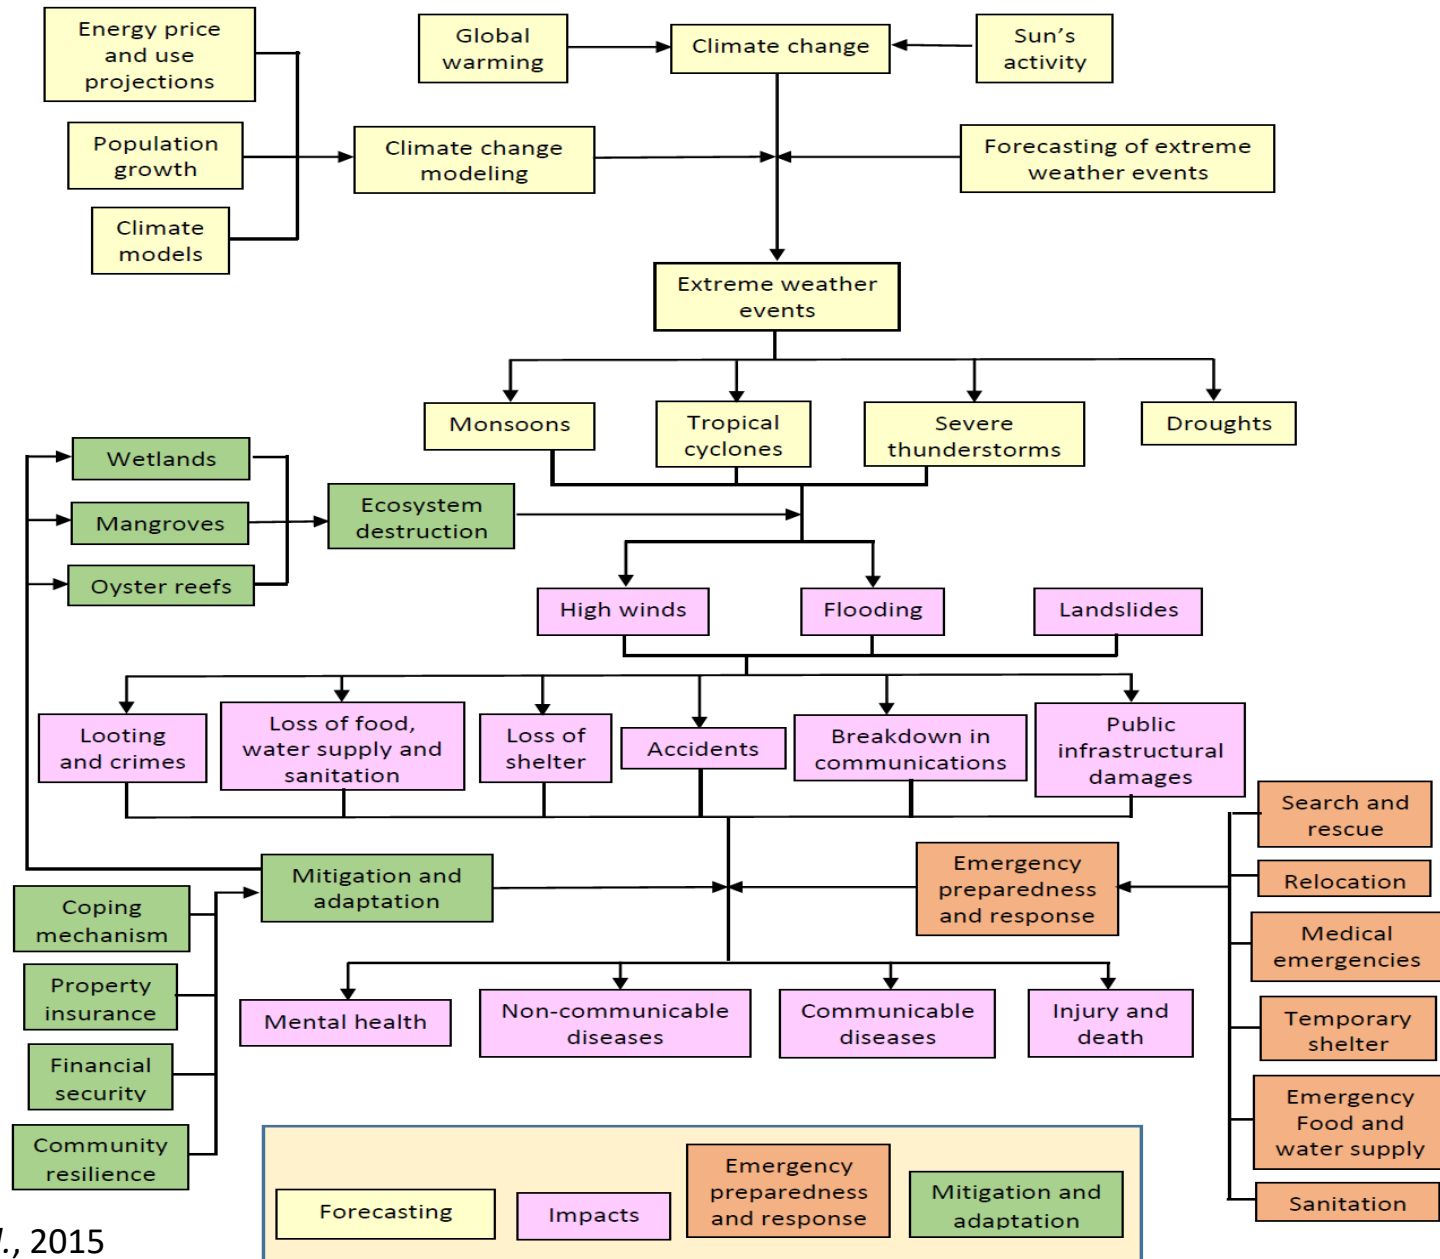 Energy price
and use
projections
Global
warming
Climate change
Sun's
activity
Population
growth
Climate change
modeling
Forecasting of extreme
weather events
Climate
models
Extreme weather
events
Monsoons
Tropical
cyclones
Severe
thunderstorms
Droughts
Wetlands
Mangroves
Oyster reefs
Ecosystem
destruction
High winds
Flooding
Landslides
Looting
and crimes
Loss of food,
water supply and
sanitation
Loss of
shelter
Accidents
Breakdown in
communications
Public
infrastructural
damages
Search and
rescue
Relocation
Medical
emergencies
Temporary
shelter
Emergency
Food and
water supply
Sanitation
Mitigation and
adaptation
Emergency
preparedness
and response
Coping
mechanism
Property
insurance
Financial
security
Community
resilience
Mental health
Non-communicable
diseases
Communicable
diseases
Injury and
death
Forecasting
Impacts
Emergency
preparedness
and response
Mitigation and
adaptation
., 2015